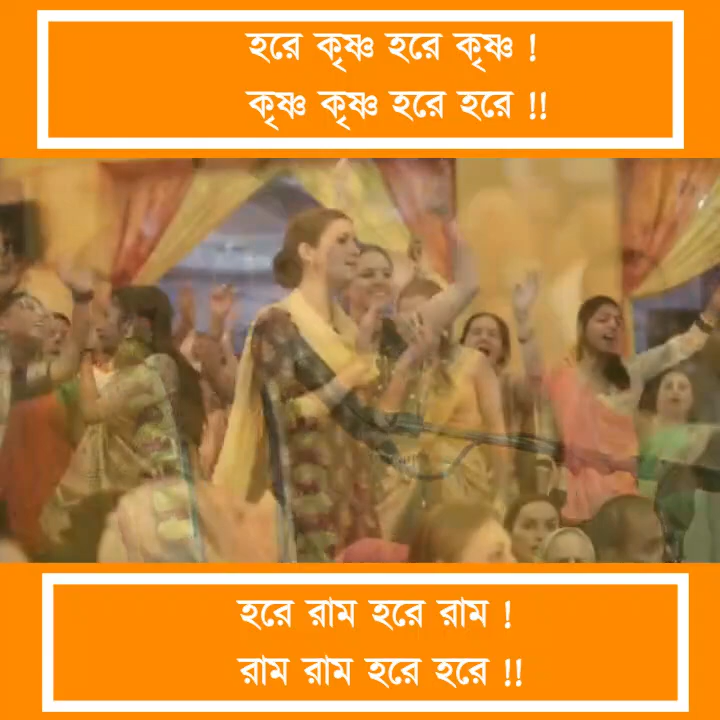 হরে কৃষ্ণ হরে কৃষ্ণ !
কৃষ্ণ কৃষ্ণ হরে হরে !!
হরে রাম হরে রাম !
রাম রাম হরে হরে !!